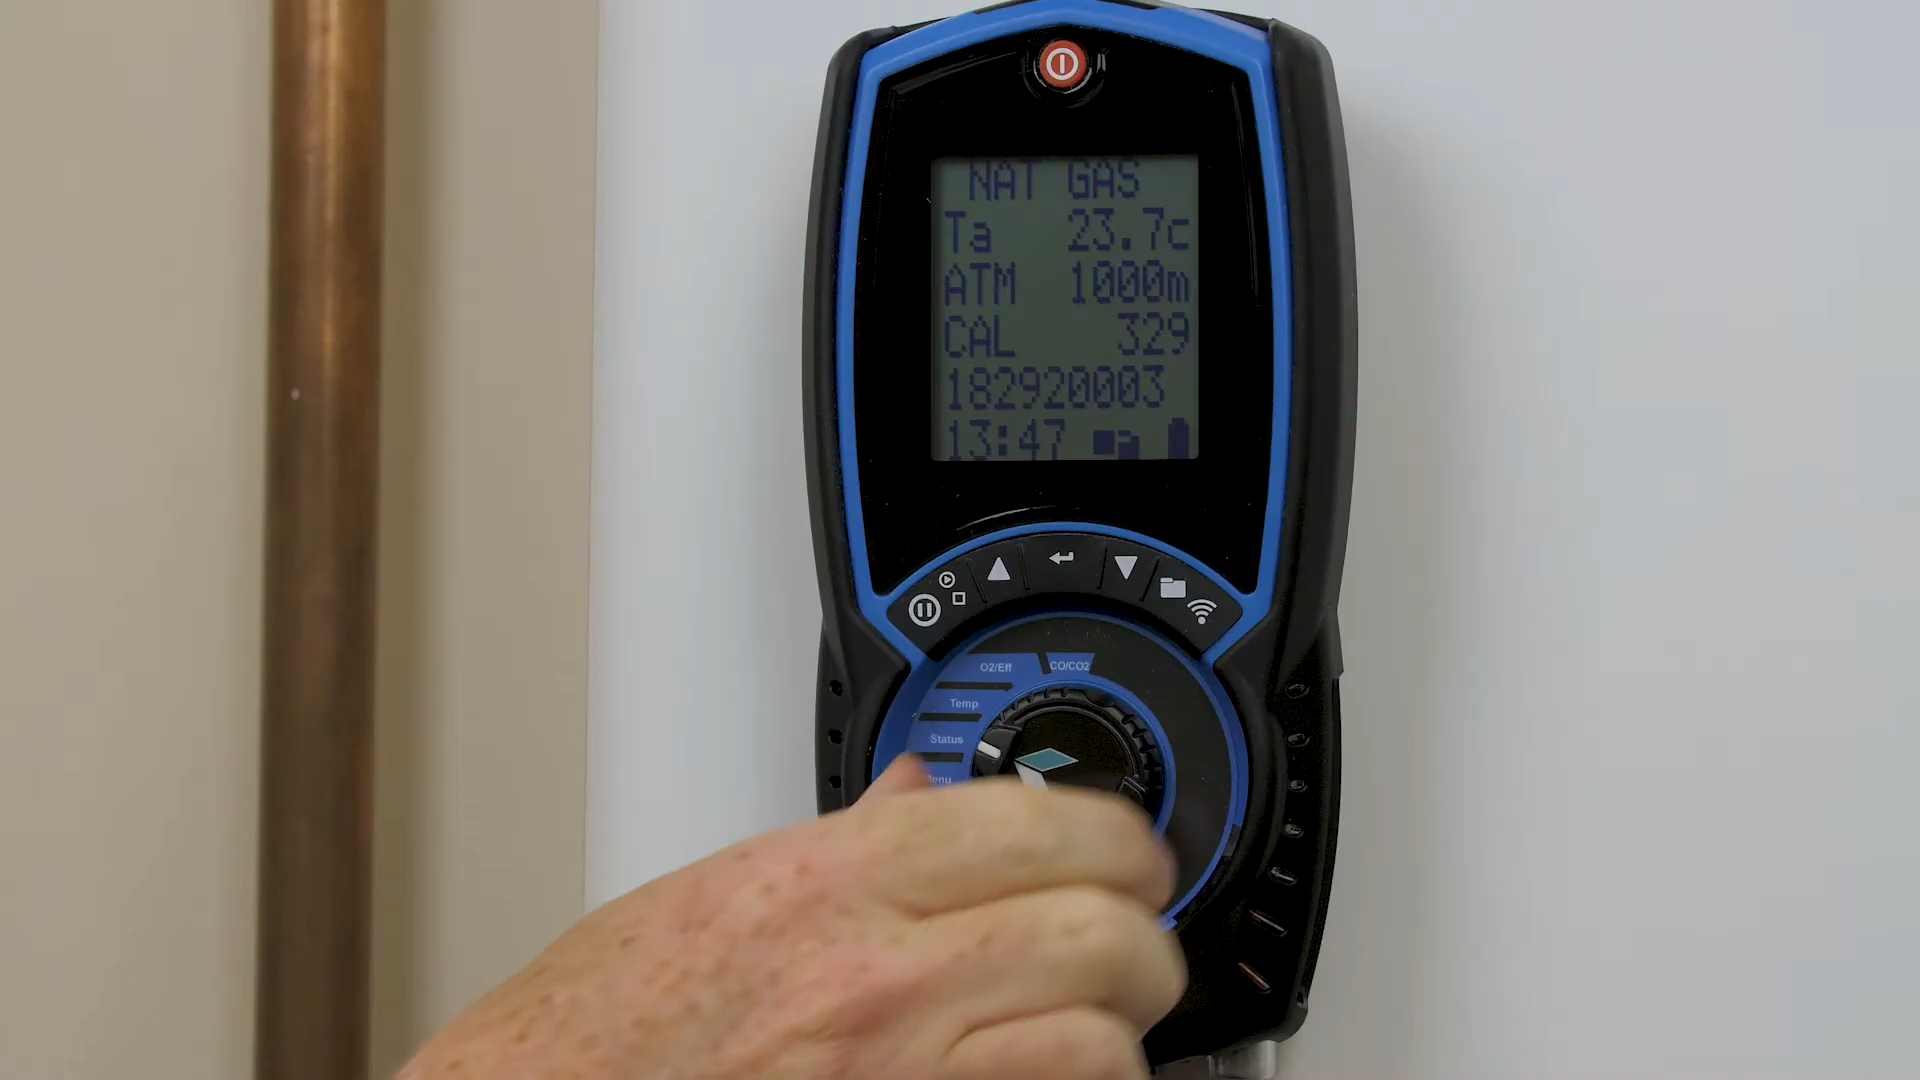 NAT GAS
Ta 23.7c
ATM 1000m
CAL 329
182920003
13:47
O2/Eff
CO/CO2
Temp
Status